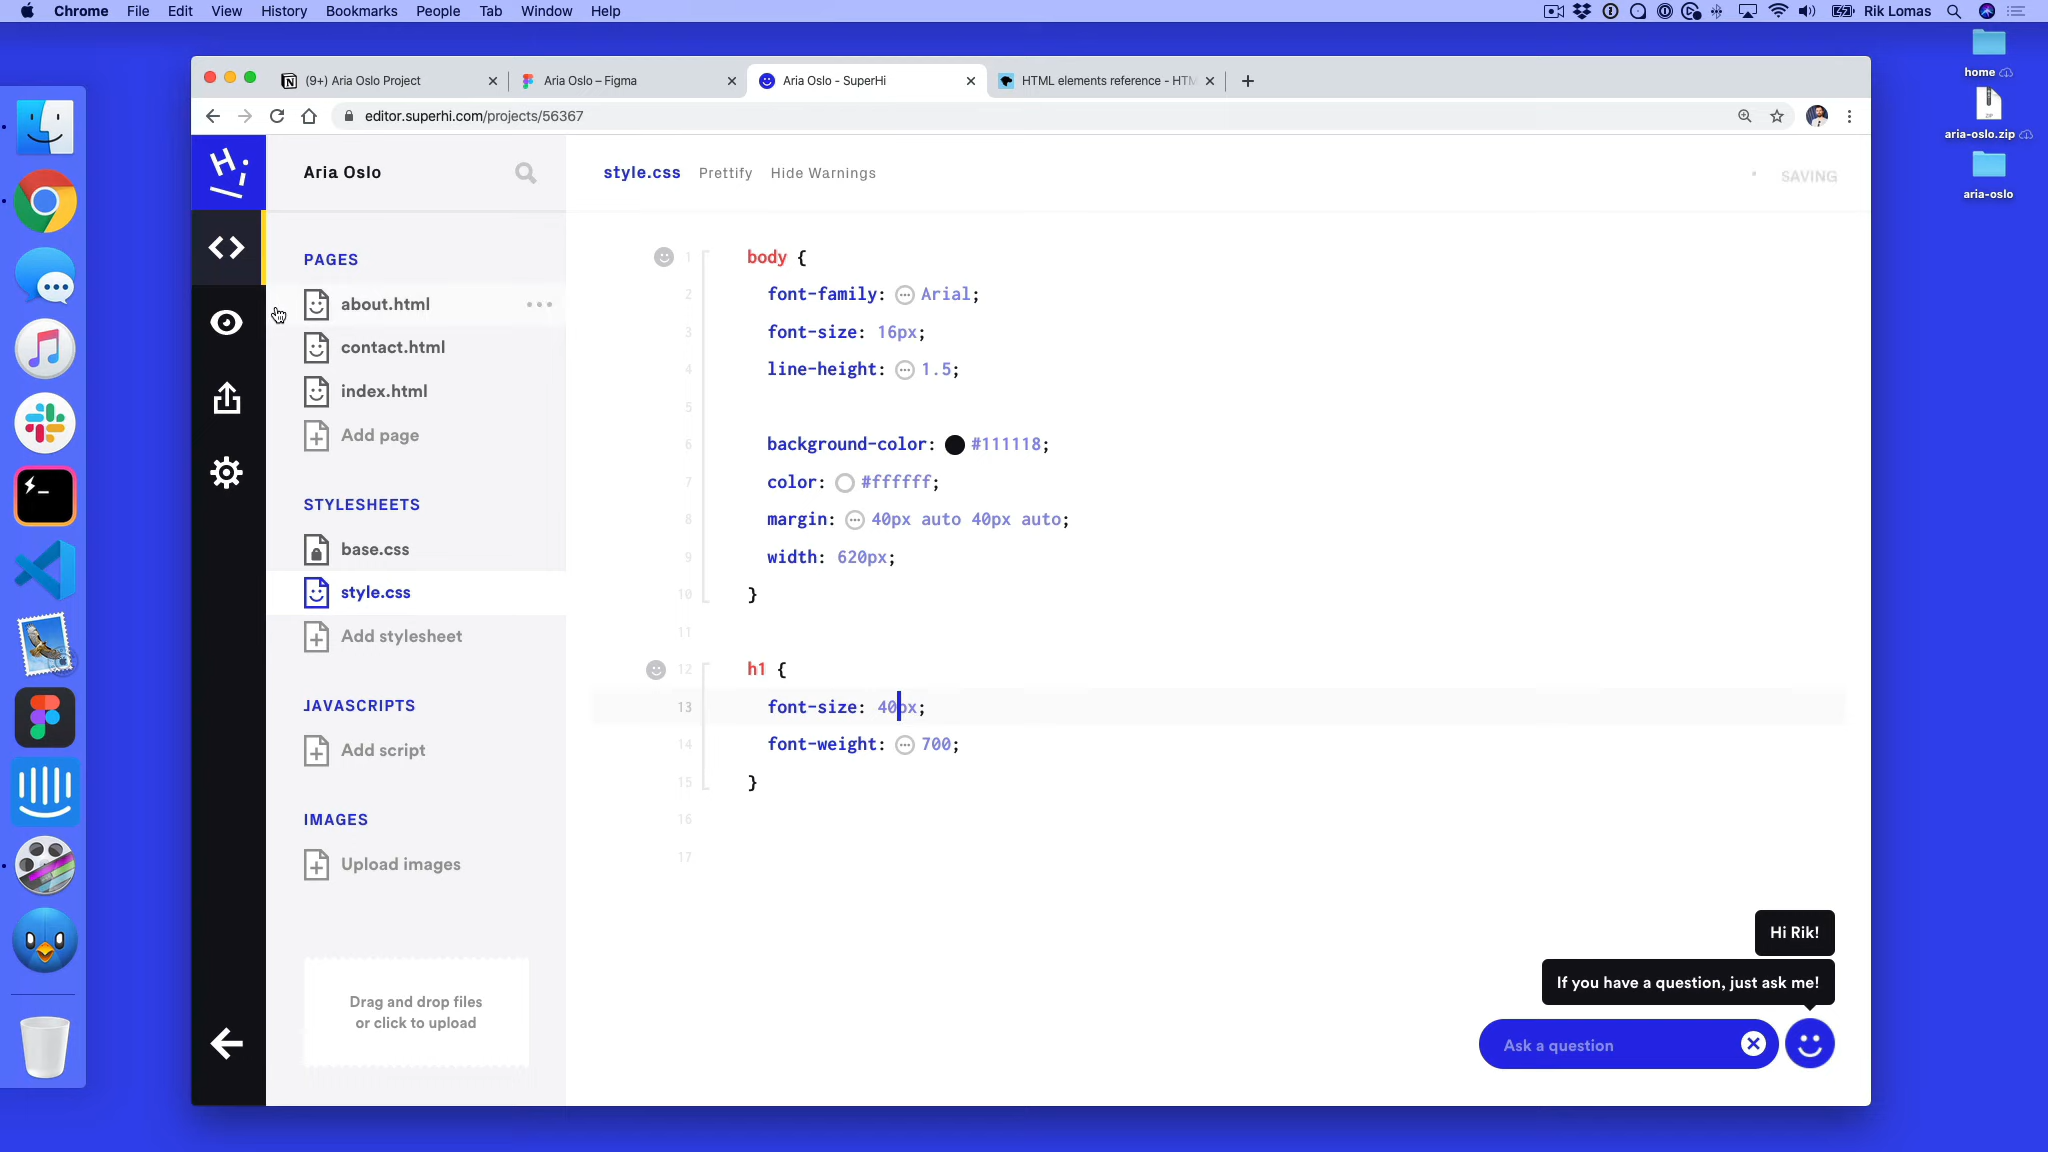 Chrome File Edit View History Bookmarks People Tab Window Help Rik Lomas
home
aria-oslo.zip
aria-oslo
(9+) Aria Oslo Project
Aria Oslo – Figma
Aria Oslo - SuperHi
HTML elements reference - HTM
editor.superhi.com/projects/56367
Hi
Aria Oslo
style.css Prettify Hide Warnings
SAVING
PAGES
about.html
contact.html
index.html
Add page
STYLESHEETS
base.css
style.css
Add stylesheet
JAVASCRIPTS
Add script
IMAGES
Upload images
Drag and drop files
or click to upload
1 body {
2 font-family: Arial;
3 font-size: 16px;
4 line-height: 1.5;
5
6 background-color: #111118;
7 color: #ffffff;
8 margin: 40px auto 40px auto;
9 width: 620px;
10 }
11
12 h1 {
13 font-size: 40px;
14 font-weight: 700;
15 }
16
17
Hi Rik!
If you have a question, just ask me!
Ask a question